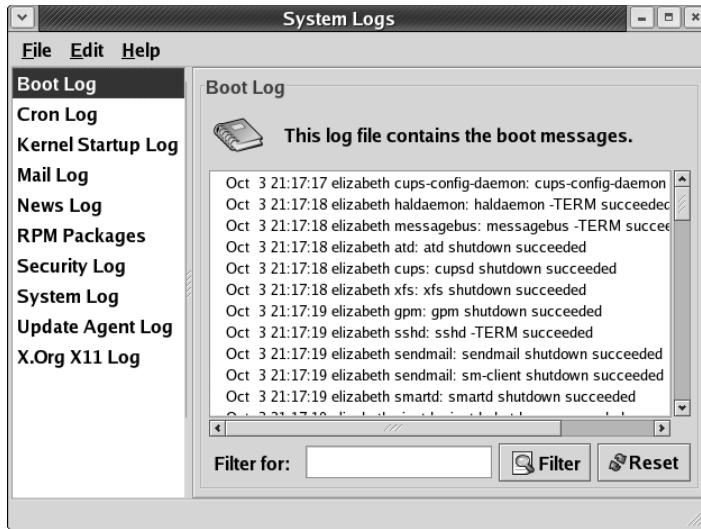 System Logs
File Edit Help
Boot Log
Cron Log
Kernel Startup Log
Mail Log
News Log
RPM Packages
Security Log
System Log
Update Agent Log
X.Org X11 Log
Boot Log
This log file contains the boot messages.
Oct 3 21:17:17 elizabeth cups-config-daemon: cups-config-daemon
Oct 3 21:17:18 elizabeth haldaemon: haldaemon -TERM succeeded
Oct 3 21:17:18 elizabeth messagebus: messagebus -TERM succee
Oct 3 21:17:18 elizabeth atd: atd shutdown succeeded
Oct 3 21:17:18 elizabeth cups: cupsd shutdown succeeded
Oct 3 21:17:18 elizabeth xfs: xfs shutdown succeeded
Oct 3 21:17:19 elizabeth gpm: gpm shutdown succeeded
Oct 3 21:17:19 elizabeth sshd: sshd -TERM succeeded
Oct 3 21:17:19 elizabeth sendmail: sendmail shutdown succeeded
Oct 3 21:17:19 elizabeth sendmail: sm-client shutdown succeeded
Oct 3 21:17:19 elizabeth smartd: smartd shutdown succeeded
Filter for: Filter Reset